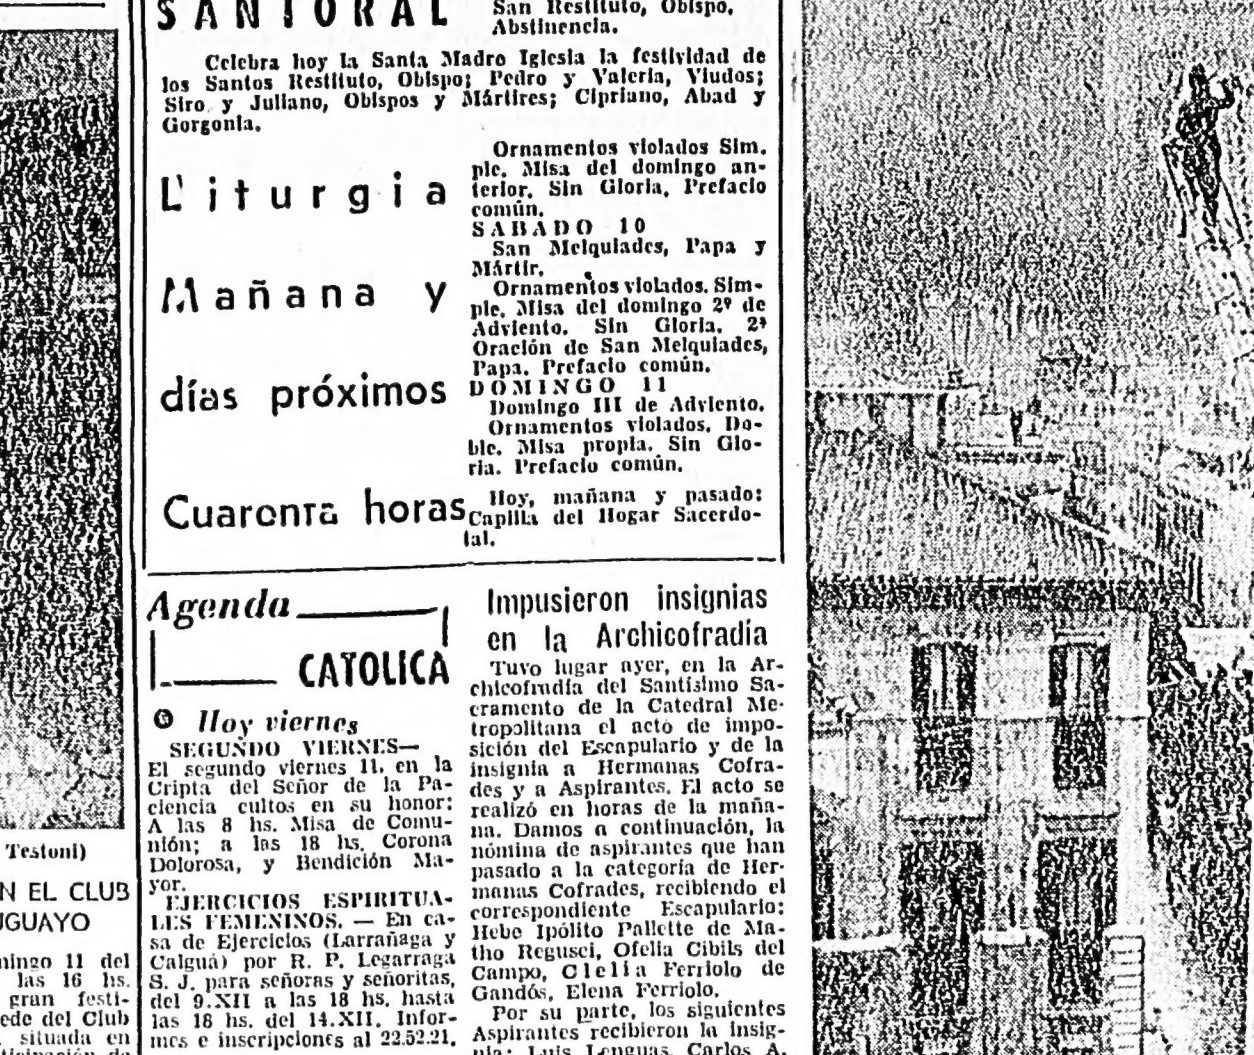 SANTORAL
San Restituto, Obispo,
Abstinencia.
Celebra hoy la Santa Madre Iglesia la festividad de
los Santos Restituto, Obispo; Pedro y Valeria, Viudos;
Siro y Juliano, Obispos y Mártires; Cipriano, Abad y
Gorgonia.
Liturgia
Mañana y
días próximos
Ornamentos violados Sim.
ple. Misa del domingo an-
terior. Sin Gloria, Prefacio
común.
SABADO 10
San Melquiades, Papa y
Mártir.
Ornamentos violados. Sim-
ple. Misa del domingo 2º de
Adviento. Sin Gloria. 2ª
Oración de San Melquiades,
Papa. Prefacio común.
DOMINGO 11
Domingo III de Adviento.
Ornamentos violados. Do-
ble. Misa propia. Sin Glo-
ria. Prefacio común.
Cuarenta horas
Hoy, mañana y pasado:
Capilla del Hogar Sacerdo-
tal.
Agenda
CATOLICA
Hoy viernes
SEGUNDO VIERNES—
El segundo viernes 11, en la
Cripta del Señor de la Pa-
ciencia cultos en su honor:
A las 8 hs. Misa de Comu-
nión; a las 18 hs. Corona
Dolorosa, y Bendición Ma-
yor.
EJERCICIOS ESPIRITUA-
LES FEMENINOS. — En ca-
sa de Ejercicios (Larrañaga y
Caiguá) por R. P. Legarraga
S. J. para señoras y señoritas,
del 9.XII a las 18 hs. hasta
las 18 hs. del 14.XII. Infor-
mes e inscripciones al 22.52.21.
Impusieron insignias
en la Archicofradía
Tuvo lugar ayer, en la Ar-
chicofradía del Santísimo Sa-
cramento de la Catedral Me-
tropolitana el acto de impo-
sición del Escapulario y de la
insignia a Hermanas Cofra-
des y a Aspirantes. El acto se
realizó en horas de la maña-
na. Damos a continuación, la
nómina de aspirantes que han
pasado a la categoría de Her-
manas Cofrades, recibiendo el
correspondiente Escapulario:
Hebe Ipólito Pallette de Ma-
tho Regusci, Ofelia Cibils del
Campo, Clelia Ferriolo de
Gandós, Elena Ferriolo.
Por su parte, los siguientes
Aspirantes recibieron la insig-
nia: Luis Lenguas, Carlos A.
Testoni)
N EL CLUB
UGUAYO
mingo 11 del
las 16 hs.
gran festi-
ede del Club
situada en